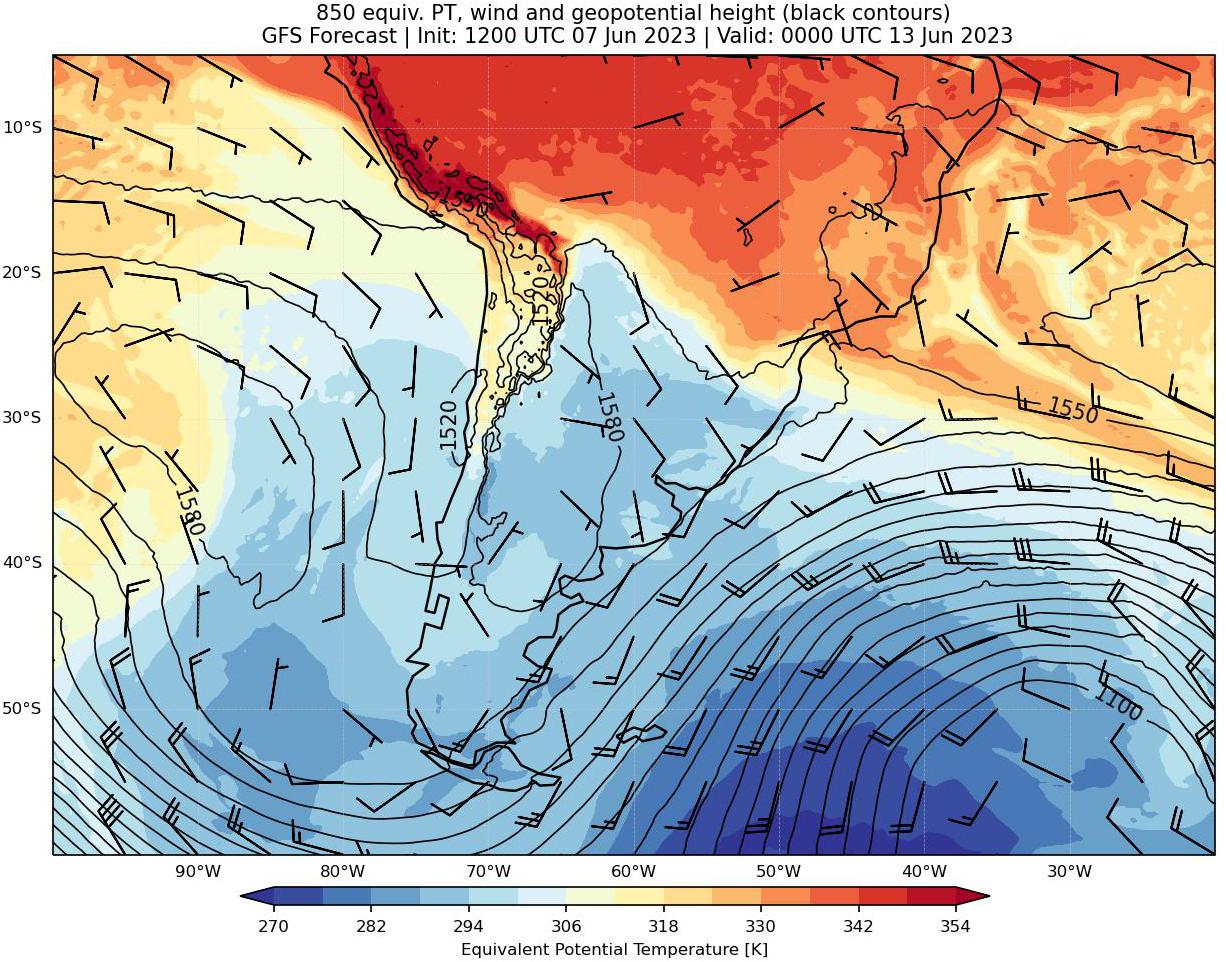 850 equiv. PT, wind and geopotential height (black contours)
GFS Forecast | Init: 1200 UTC 07 Jun 2023 | Valid: 0000 UTC 13 Jun 2023
10°S
1550
20°S
1520
30°S
1520
1580
1550
1580
40°S
50°S
1100
90°W 80°W 70°W 60°W 50°W 40°W 30°W
270 282 294 306 318 330 342 354
Equivalent Potential Temperature [K]